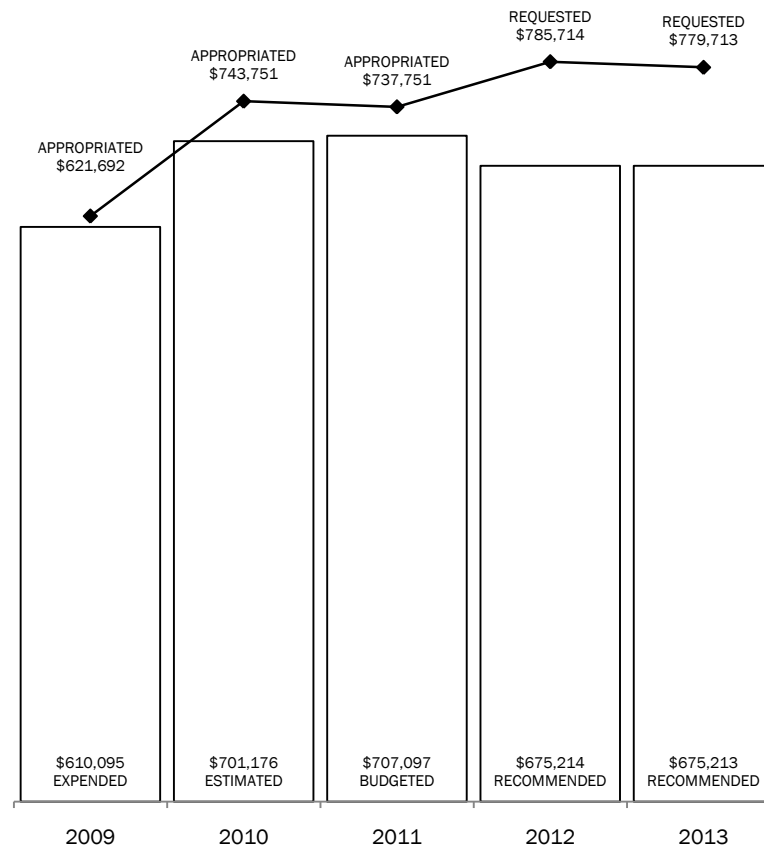 REQUESTED
$785,714
REQUESTED
$779,713
APPROPRIATED
$743,751
APPROPRIATED
$737,751
APPROPRIATED
$621,692
$610,095
EXPENDED
$701,176
ESTIMATED
$707,097
BUDGETED
$675,214
RECOMMENDED
$675,213
RECOMMENDED
2009
2010
2011
2012
2013